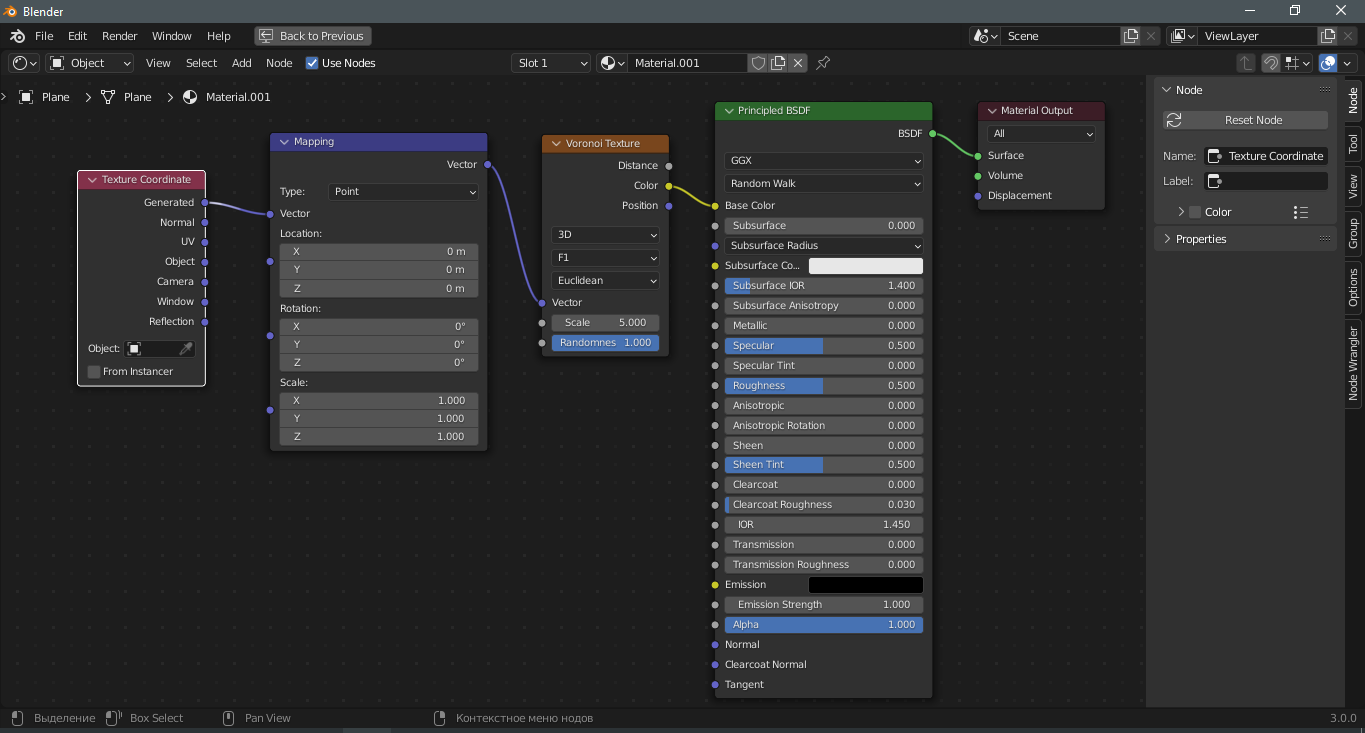 Blender
File Edit Render Window Help Back to Previous Scene ViewLayer
Object View Select Add Node Use Nodes Slot 1 Material.001
Plane Plane Material.001
Texture Coordinate
Generated
Normal
UV
Object
Camera
Window
Reflection
Object:
From Instancer
Mapping
Vector
Type: Point
Vector
Location:
X 0 m
Y 0 m
Z 0 m
Rotation:
X 0°
Y 0°
Z 0°
Scale:
X 1.000
Y 1.000
Z 1.000
Voronoi Texture
Distance
Color
Position
3D
F1
Euclidean
Vector
Scale 5.000
Randomnes 1.000
Principled BSDF
BSDF
GGX
Random Walk
Base Color
Subsurface 0.000
Subsurface Radius
Subsurface Co...
Subsurface IOR 1.400
Subsurface Anisotropy 0.000
Metallic 0.000
Specular 0.500
Specular Tint 0.000
Roughness 0.500
Anisotropic 0.000
Anisotropic Rotation 0.000
Sheen 0.000
Sheen Tint 0.500
Clearcoat 0.000
Clearcoat Roughness 0.030
IOR 1.450
Transmission 0.000
Transmission Roughness 0.000
Emission
Emission Strength 1.000
Alpha 1.000
Normal
Clearcoat Normal
Tangent
Material Output
All
Surface
Volume
Displacement
Node
Reset Node
Name: Texture Coordinate
Label:
Color
Properties
Node
Tool
View
Group
Options
Node Wrangler
Выделение Box Select Pan View Контекстное меню нодов 3.0.0